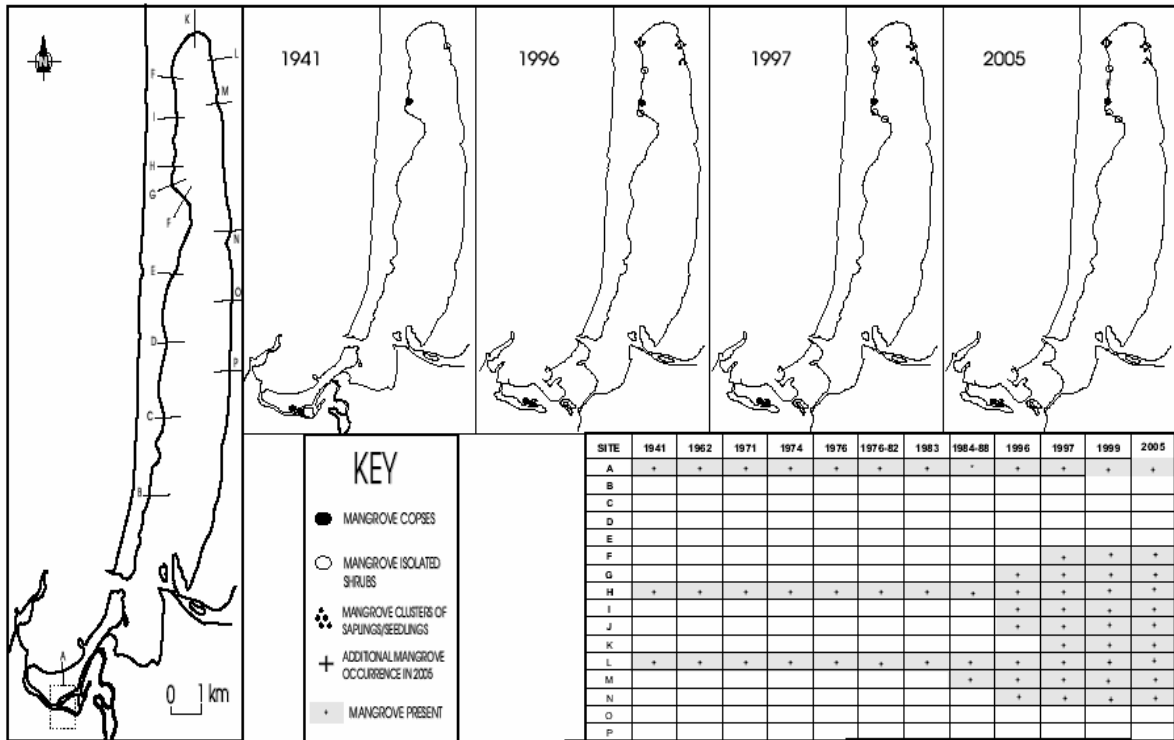 K
N
1941
1996
1997
2005
L
F
M
I
H
G
F
N
E
O
D
P
C
B
A
0 1 km
KEY
MANGROVE COPSES
MANGROVE ISOLATED
SHRUBS
MANGROVE CLUSTERS OF
SAPLINGS/SEEDLINGS
ADDITIONAL MANGROVE
OCCURRENCE IN 2005
+ MANGROVE PRESENT
SITE 1941 1962 1971 1974 1976 1976-82 1983 1984-88 1996 1997 1999 2005
A + + + + + + + + + + + +
B
C
D
E
F + + +
G + + + +
H + + + + + + + + + + + +
I + + + +
J + + + +
K + + +
L + + + + + + + + + + + +
M + + + + +
N + + + +
O
P